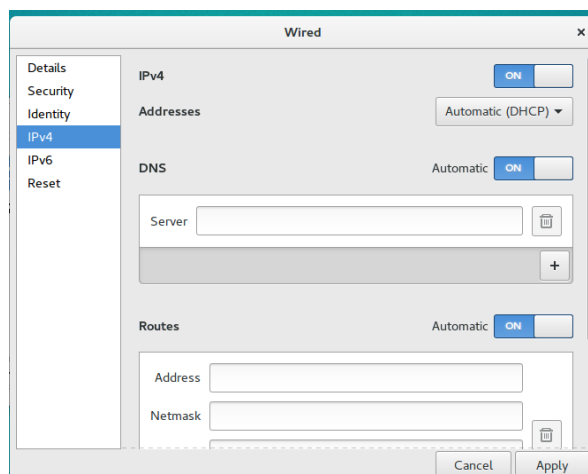 Wired
Details
Security
Identity
IPv4
IPv6
Reset
IPv4 ON
Addresses Automatic (DHCP)
DNS Automatic ON
Server
+
Routes Automatic ON
Address
Netmask
Cancel Apply